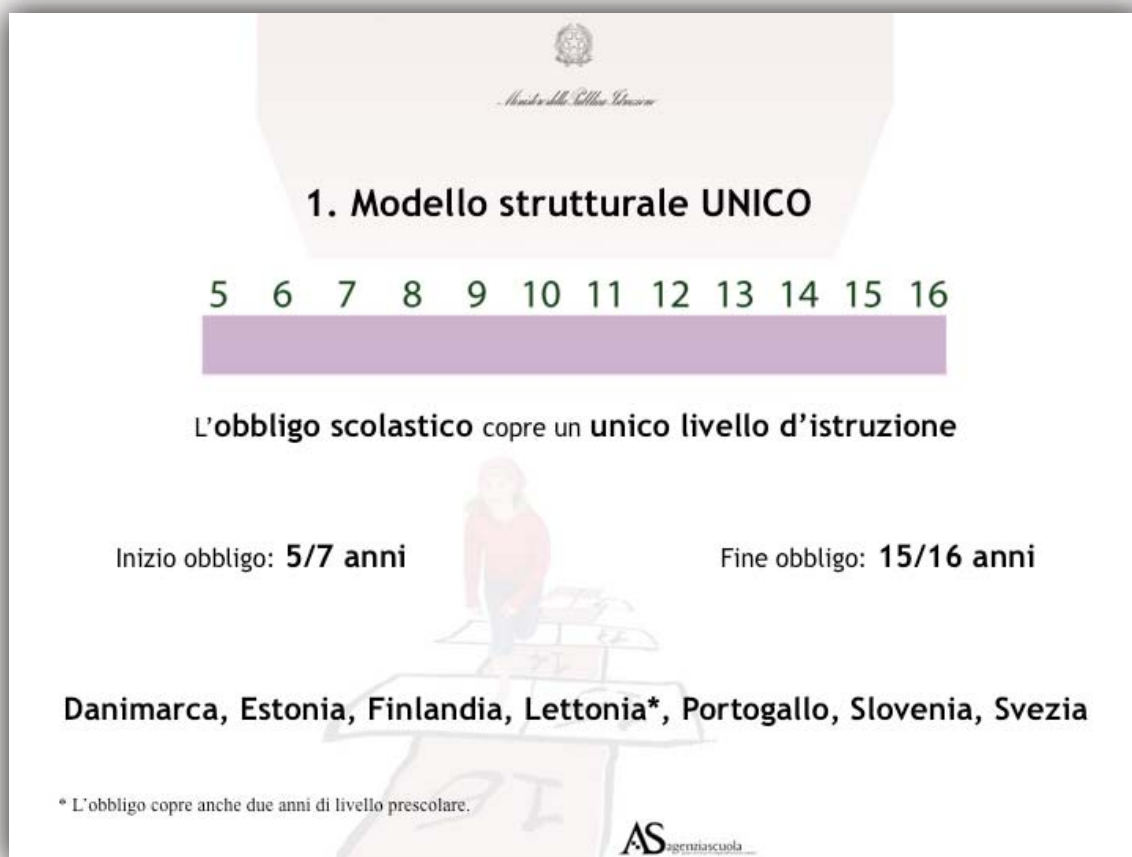 Ministro della Pubblica Istruzione
1. Modello strutturale UNICO
5 6 7 8 9 10 11 12 13 14 15 16
L'obbligo scolastico copre un unico livello d'istruzione
Inizio obbligo: 5/7 anni Fine obbligo: 15/16 anni
Danimarca, Estonia, Finlandia, Lettonia*, Portogallo, Slovenia, Svezia
* L'obbligo copre anche due anni di livello prescolare.
AS agenziascuola